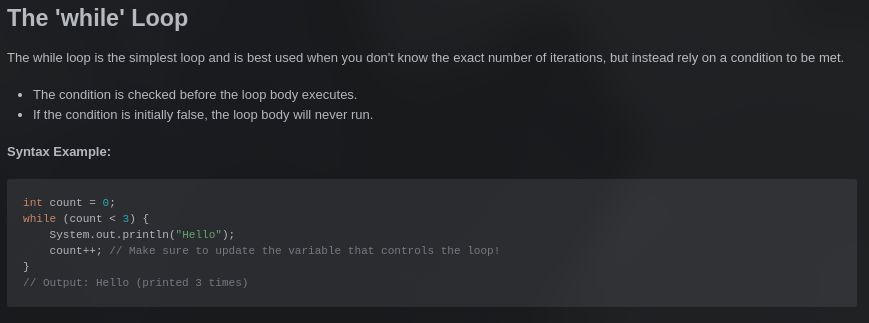 The 'while' Loop
The while loop is the simplest loop and is best used when you don't know the exact number of iterations, but instead rely on a condition to be met.
• The condition is checked before the loop body executes.
• If the condition is initially false, the loop body will never run.
Syntax Example:
int count = 0;
while (count < 3) {
    System.out.println("Hello");
    count++; // Make sure to update the variable that controls the loop!
}
// Output: Hello (printed 3 times)